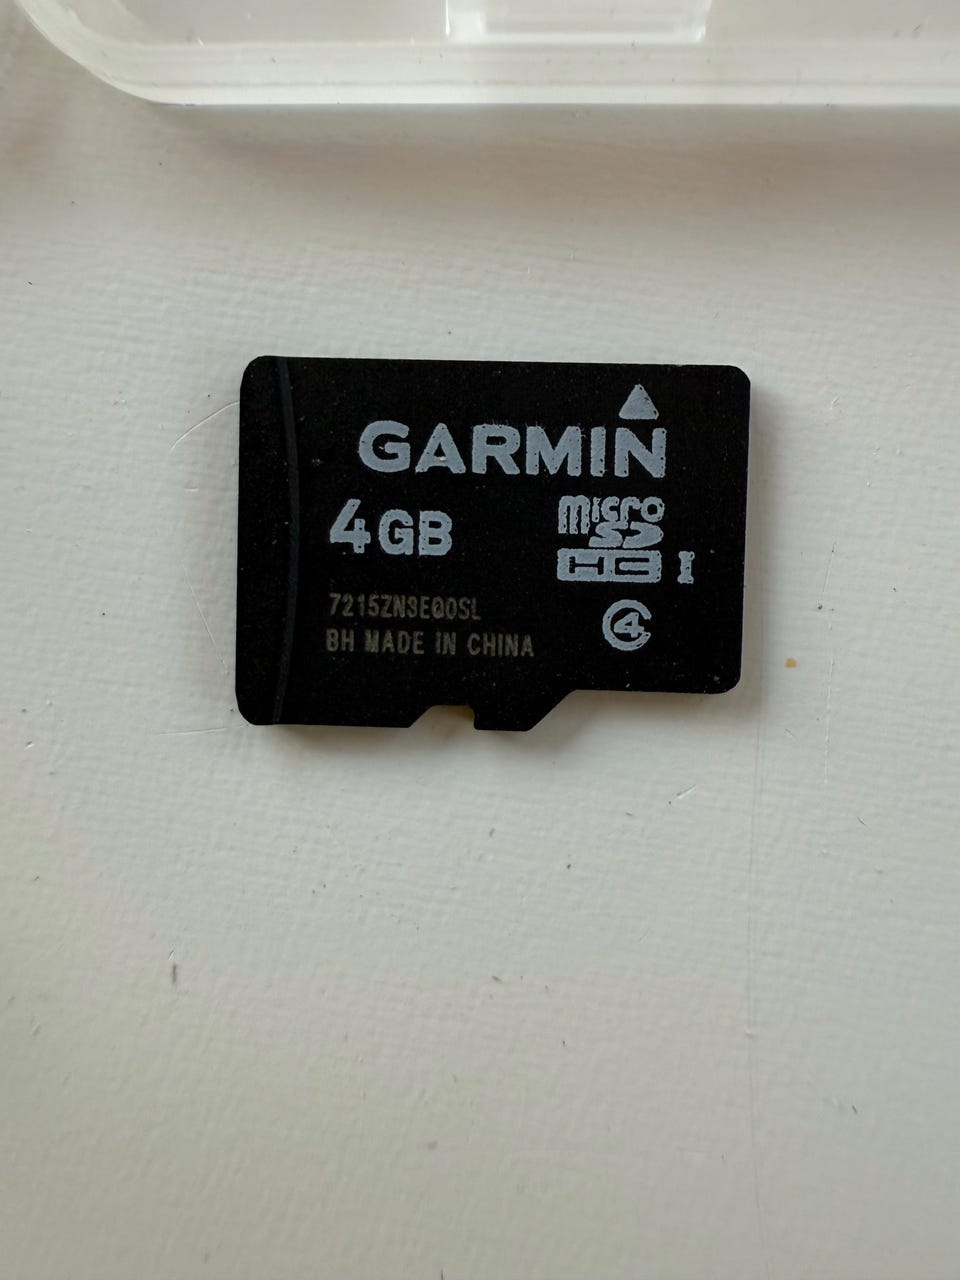 GARMIN
4GB
micro
SD
HC I
4
7215ZN3EQ0SL
BH MADE IN CHINA